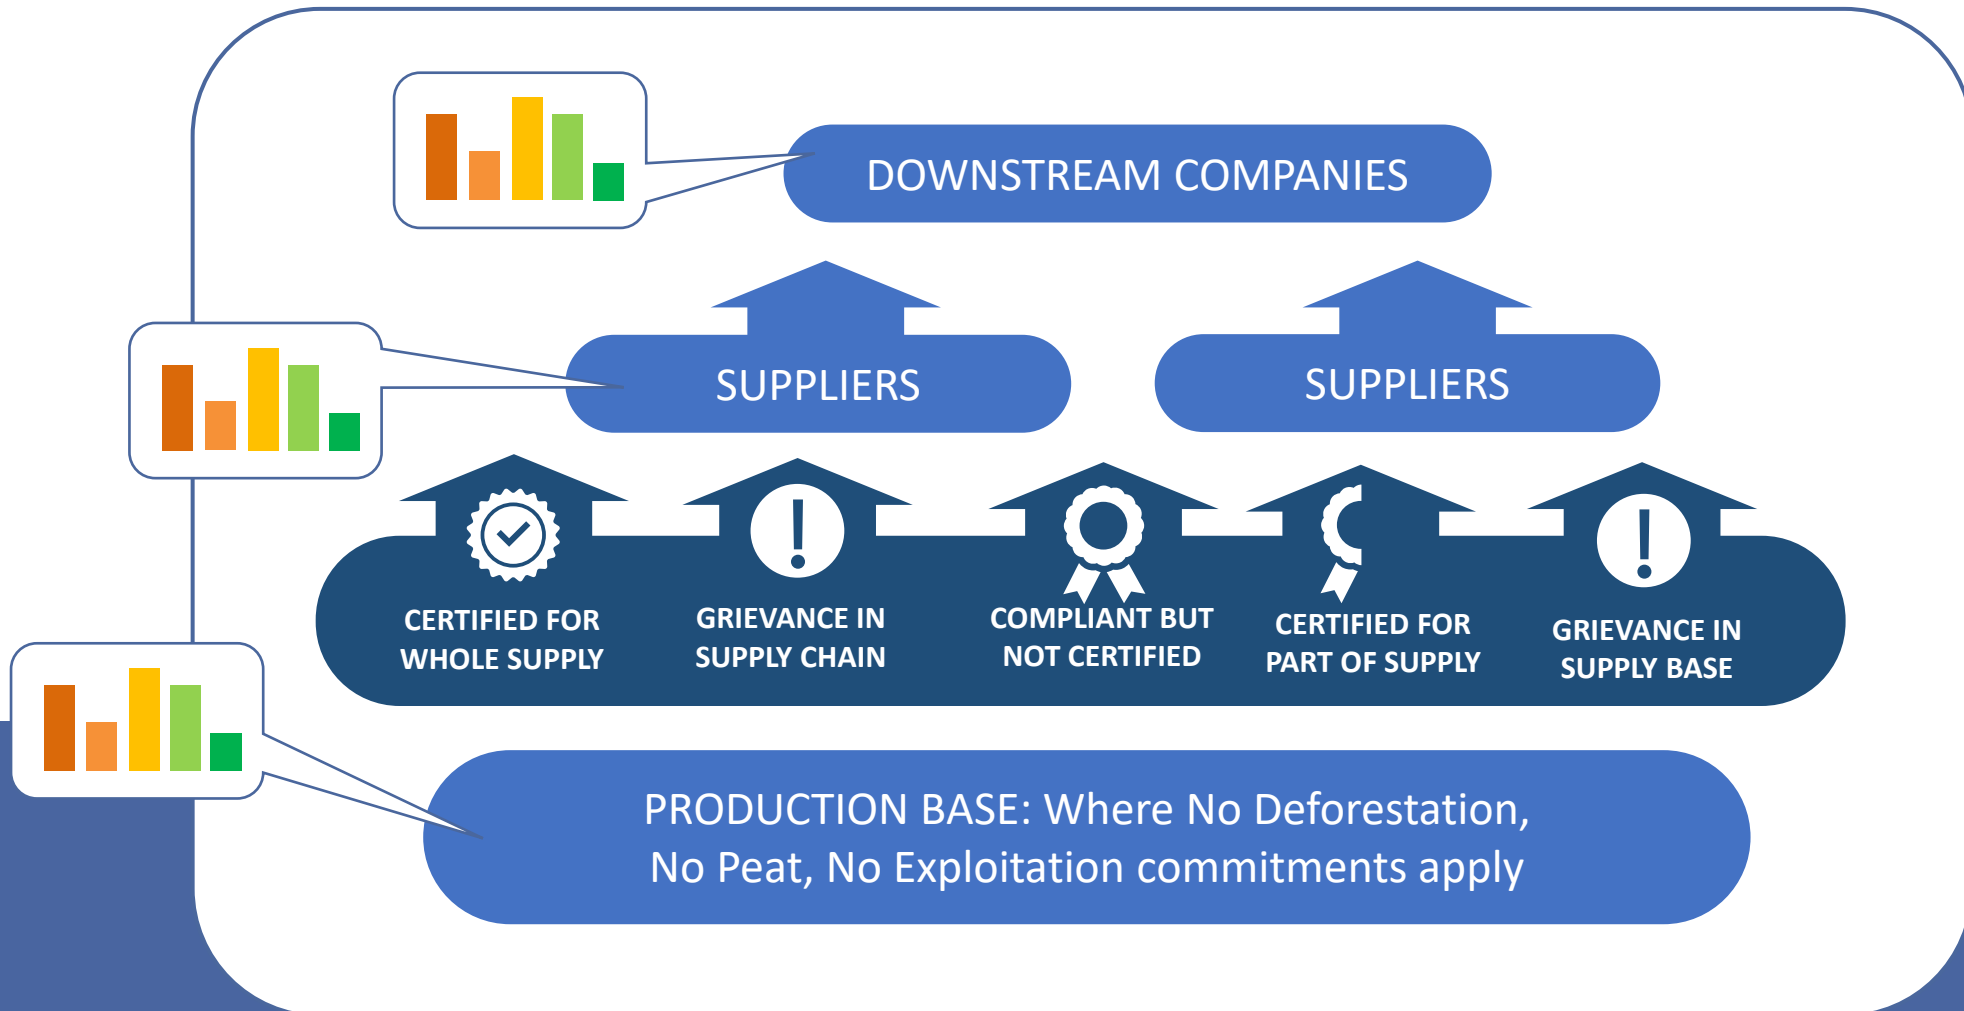 DOWNSTREAM COMPANIES
SUPPLIERS
SUPPLIERS
CERTIFIED FOR
WHOLE SUPPLY
GRIEVANCE IN
SUPPLY CHAIN
COMPLIANT BUT
NOT CERTIFIED
CERTIFIED FOR
PART OF SUPPLY
GRIEVANCE IN
SUPPLY BASE
PRODUCTION BASE: Where No Deforestation,
No Peat, No Exploitation commitments apply